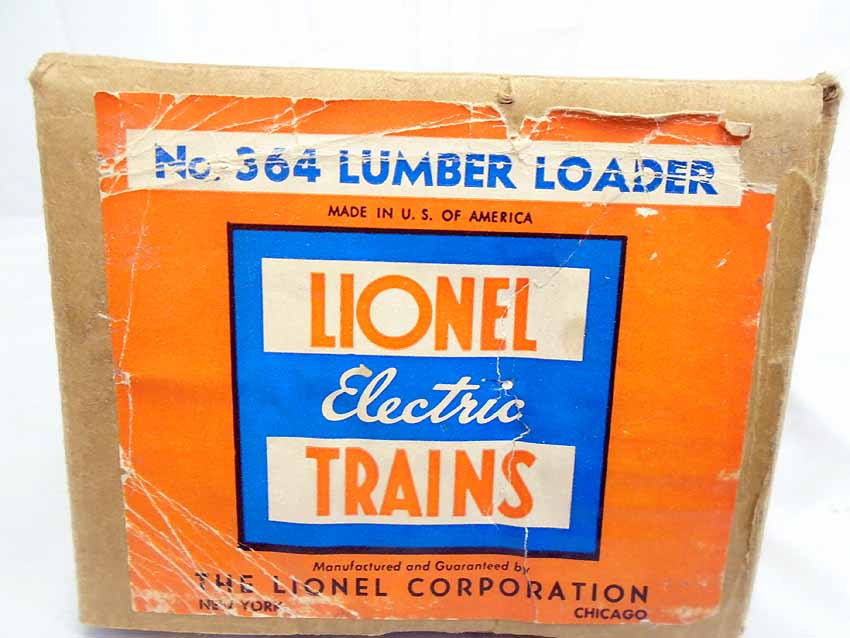 No. 364 LUMBER LOADER
MADE IN U. S. OF AMERICA
LIONEL
Electric
TRAINS
Manufactured and Guaranteed by
THE LIONEL CORPORATION
NEW YORK CHICAGO